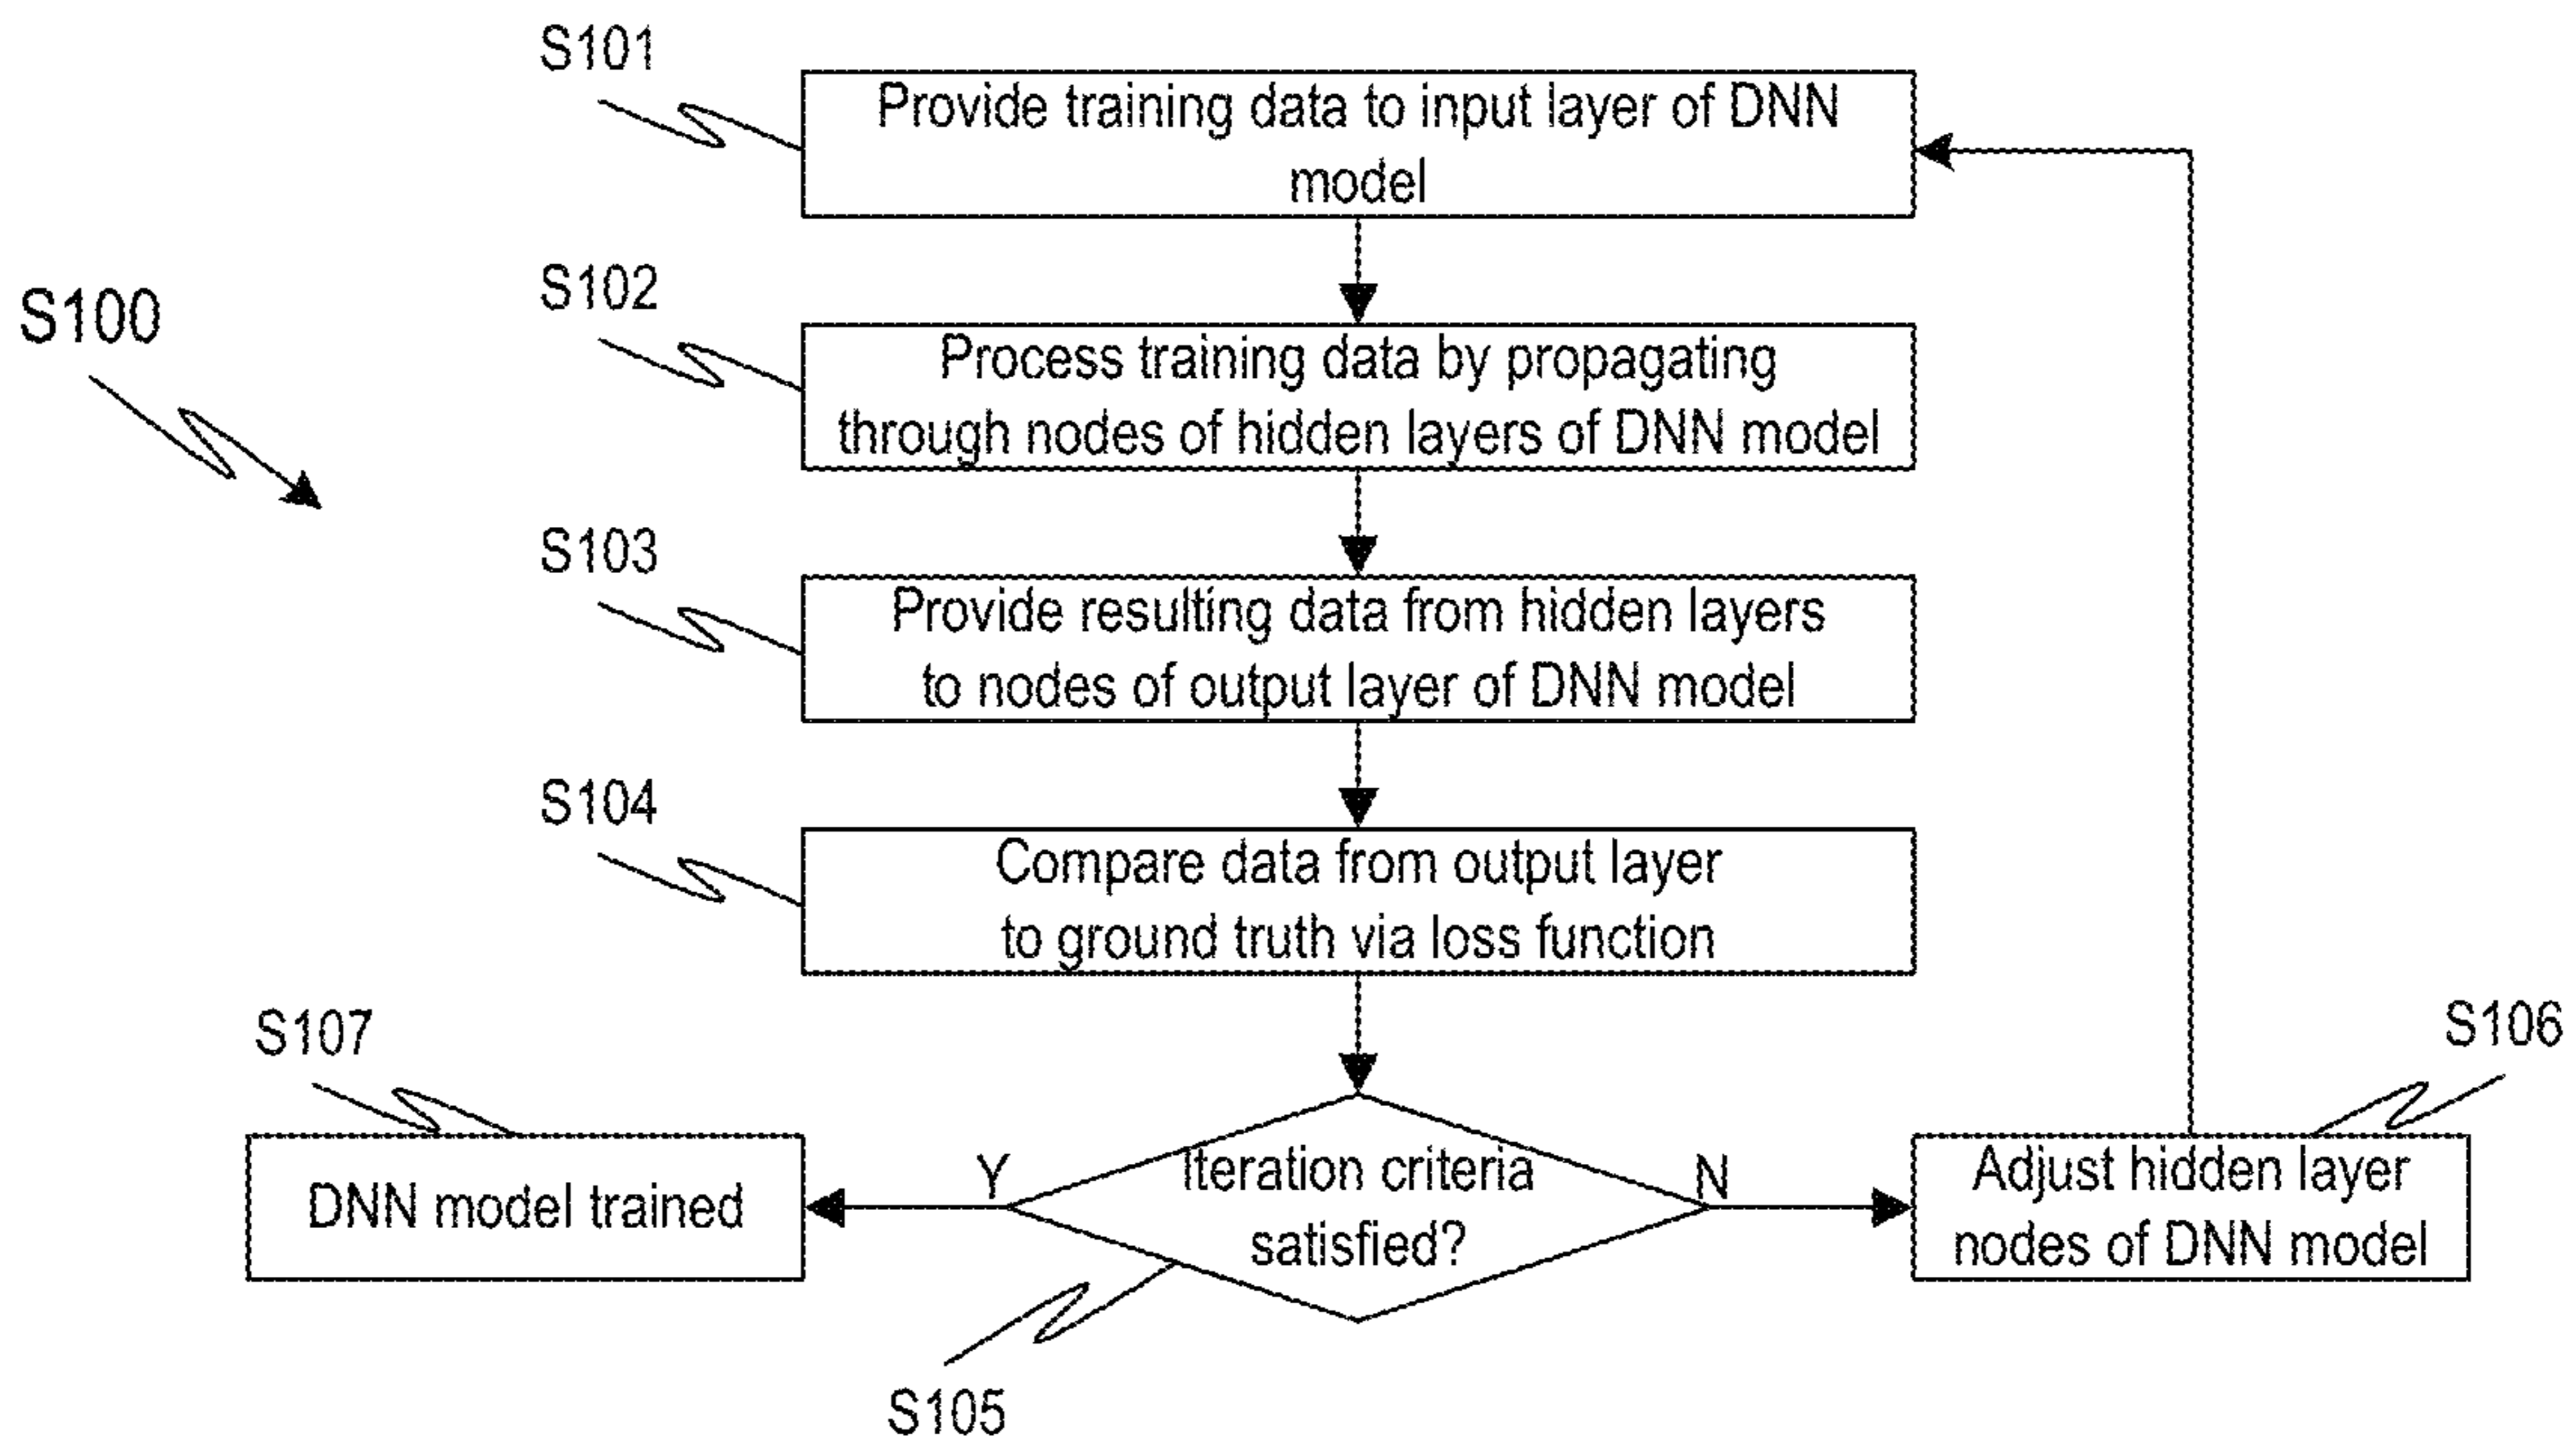 S101
Provide training data to input layer of DNN
model
S100
S102
Process training data by propagating
through nodes of hidden layers of DNN model
S103
Provide resulting data from hidden layers
to nodes of output layer of DNN model
S104
Compare data from output layer
to ground truth via loss function
S107
DNN model trained
Y
Iteration criteria
satisfied?
N
S106
Adjust hidden layer
nodes of DNN model
S105